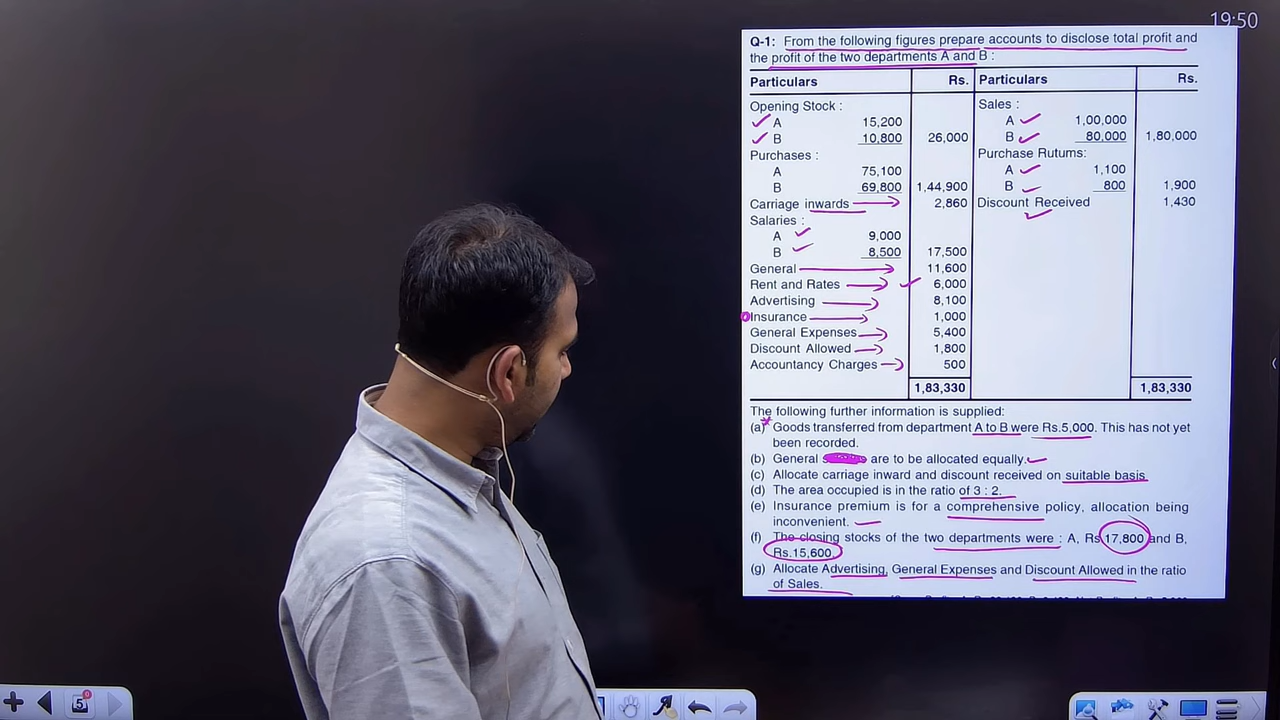 19:50
Q-1: From the following figures prepare accounts to disclose total profit and
the profit of the two departments A and B :
Particulars Rs. Particulars Rs.
Opening Stock : Sales :
A 15,200 A 1,00,000
B 10,800 26,000 B 80,000 1,80,000
Purchases : Purchase Rutums:
A 75,100 A 1,100
B 69,800 1,44,900 B 800 1,900
Carriage inwards 2,860 Discount Received 1,430
Salaries :
A 9,000
B 8,500 17,500
General 11,600
Rent and Rates 6,000
Advertising 8,100
Insurance 1,000
General Expenses 5,400
Discount Allowed 1,800
Accountancy Charges 500
1,83,330 1,83,330
The following further information is supplied:
(a) Goods transferred from department A to B were Rs.5,000. This has not yet
been recorded.
(b) General are to be allocated equally.
(c) Allocate carriage inward and discount received on suitable basis
(d) The area occupied is in the ratio of 3 : 2.
(e) Insurance premium is for a comprehensive policy, allocation being
inconvenient.
(f) The closing stocks of the two departments were : A, Rs 17,800 and B,
Rs.15,600
(g) Allocate Advertising, General Expenses and Discount Allowed in the ratio
of Sales.
5
0